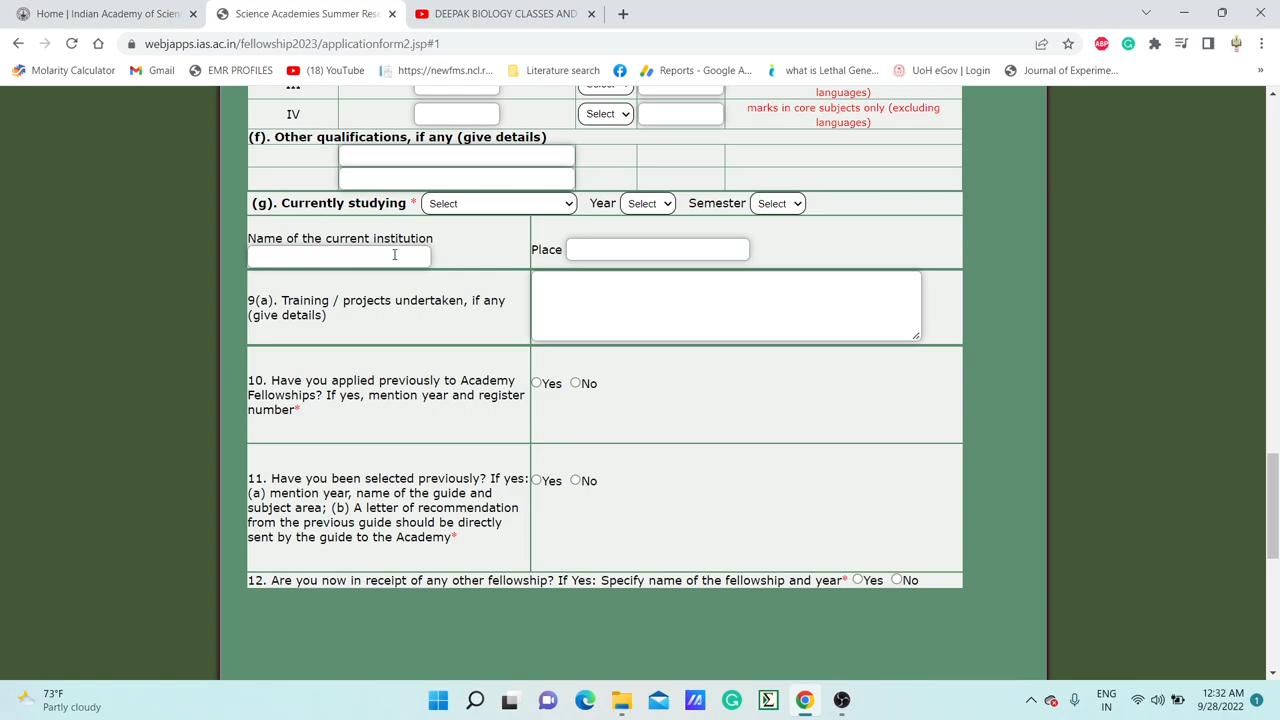 Home | Indian Academy of Scien
Science Academies Summer Res
DEEPAK BIOLOGY CLASSES AND
webjapps.ias.ac.in/fellowship2023/applicationform2.jsp#1
ABP
Molarity Calculator
Gmail
EMR PROFILES
(18) YouTube
https://newfms.ncl.r...
Literature search
Reports - Google A...
what is Lethal Gene...
UoH eGov | Login
Journal of Experime...
»
III
Select
languages)
IV
Select
marks in core subjects only (excluding
languages)
(f). Other qualifications, if any (give details)
(g). Currently studying * Select Year Select Semester Select
Name of the current institution
Place
9(a). Training / projects undertaken, if any
(give details)
10. Have you applied previously to Academy
Fellowships? If yes, mention year and register
number*
Yes No
11. Have you been selected previously? If yes:
(a) mention year, name of the guide and
subject area; (b) A letter of recommendation
from the previous guide should be directly
sent by the guide to the Academy*
Yes No
12. Are you now in receipt of any other fellowship? If Yes: Specify name of the fellowship and year* Yes No
73°F
Partly cloudy
ENG
IN
12:32 AM
9/28/2022
1